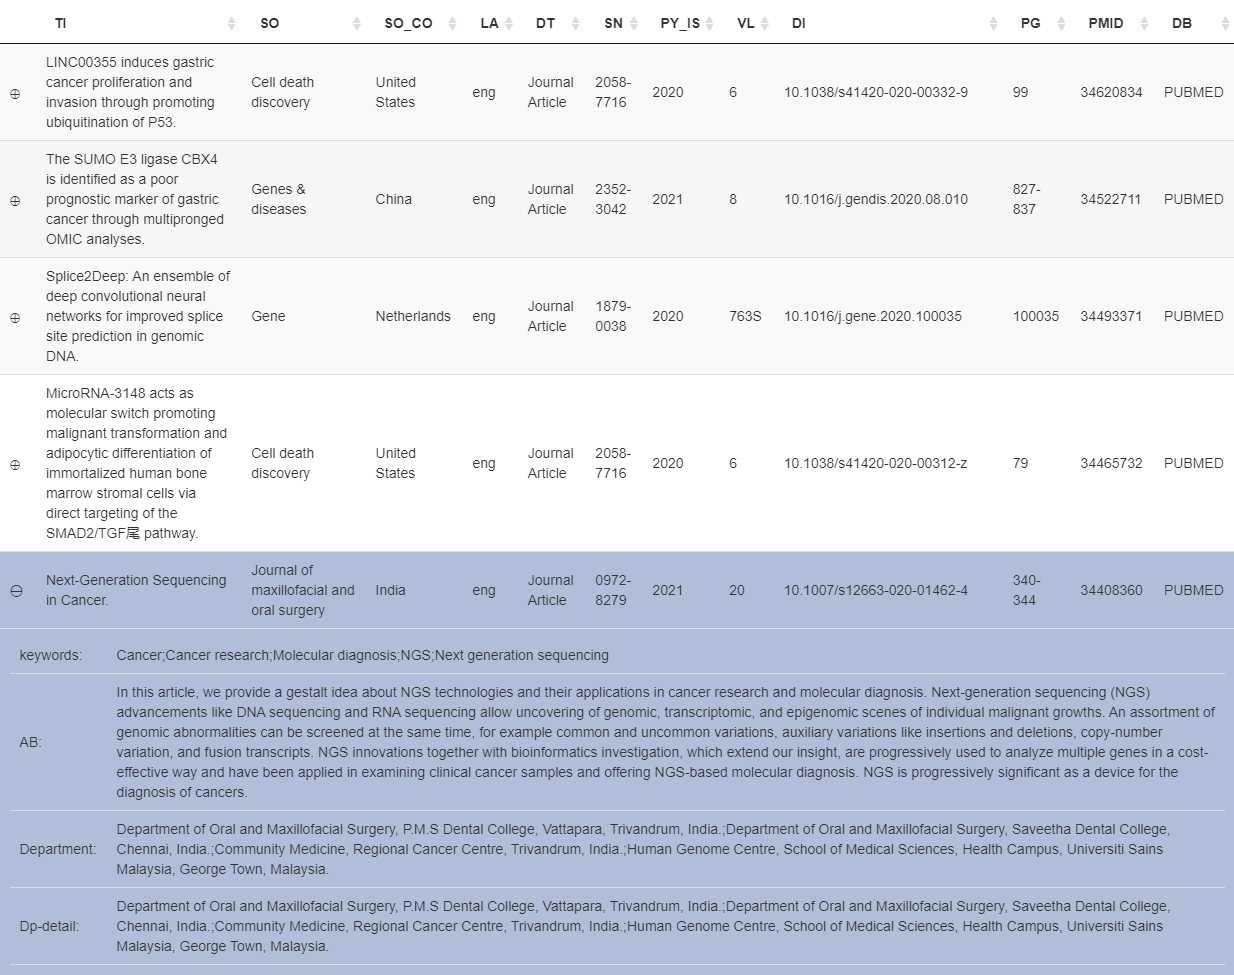 TI SO SO_CO LA DT SN PY_IS VL DI PG PMID DB
LINC00355 induces gastric
cancer proliferation and
invasion through promoting
ubiquitination of P53.
Cell death
discovery
United
States
eng
Journal
Article
2058-
7716
2020
6
10.1038/s41420-020-00332-9
99
34620834
PUBMED
The SUMO E3 ligase CBX4
is identified as a poor
prognostic marker of gastric
cancer through multipronged
OMIC analyses.
Genes &
diseases
China
eng
Journal
Article
2352-
3042
2021
8
10.1016/j.gendis.2020.08.010
827-
837
34522711
PUBMED
Splice2Deep: An ensemble of
deep convolutional neural
networks for improved splice
site prediction in genomic
DNA.
Gene
Netherlands
eng
Journal
Article
1879-
0038
2020
763S
10.1016/j.gene.2020.100035
100035
34493371
PUBMED
MicroRNA-3148 acts as
molecular switch promoting
malignant transformation and
adipocytic differentiation of
immortalized human bone
marrow stromal cells via
direct targeting of the
SMAD2/TGF尾 pathway.
Cell death
discovery
United
States
eng
Journal
Article
2058-
7716
2020
6
10.1038/s41420-020-00312-z
79
34465732
PUBMED
Next-Generation Sequencing
in Cancer.
Journal of
maxillofacial and
oral surgery
India
eng
Journal
Article
0972-
8279
2021
20
10.1007/s12663-020-01462-4
340-
344
34408360
PUBMED
keywords: Cancer;Cancer research;Molecular diagnosis;NGS;Next generation sequencing
AB:
In this article, we provide a gestalt idea about NGS technologies and their applications in cancer research and molecular diagnosis. Next-generation sequencing (NGS)
advancements like DNA sequencing and RNA sequencing allow uncovering of genomic, transcriptomic, and epigenomic scenes of individual malignant growths. An assortment of
genomic abnormalities can be screened at the same time, for example common and uncommon variations, auxiliary variations like insertions and deletions, copy-number
variation, and fusion transcripts. NGS innovations together with bioinformatics investigation, which extend our insight, are progressively used to analyze multiple genes in a cost-
effective way and have been applied in examining clinical cancer samples and offering NGS-based molecular diagnosis. NGS is progressively significant as a device for the
diagnosis of cancers.
Department:
Department of Oral and Maxillofacial Surgery, P.M.S Dental College, Vattapara, Trivandrum, India.;Department of Oral and Maxillofacial Surgery, Saveetha Dental College,
Chennai, India.;Community Medicine, Regional Cancer Centre, Trivandrum, India.;Human Genome Centre, School of Medical Sciences, Health Campus, Universiti Sains
Malaysia, George Town, Malaysia.
Dp-detail:
Department of Oral and Maxillofacial Surgery, P.M.S Dental College, Vattapara, Trivandrum, India.;Department of Oral and Maxillofacial Surgery, Saveetha Dental College,
Chennai, India.;Community Medicine, Regional Cancer Centre, Trivandrum, India.;Human Genome Centre, School of Medical Sciences, Health Campus, Universiti Sains
Malaysia, George Town, Malaysia.